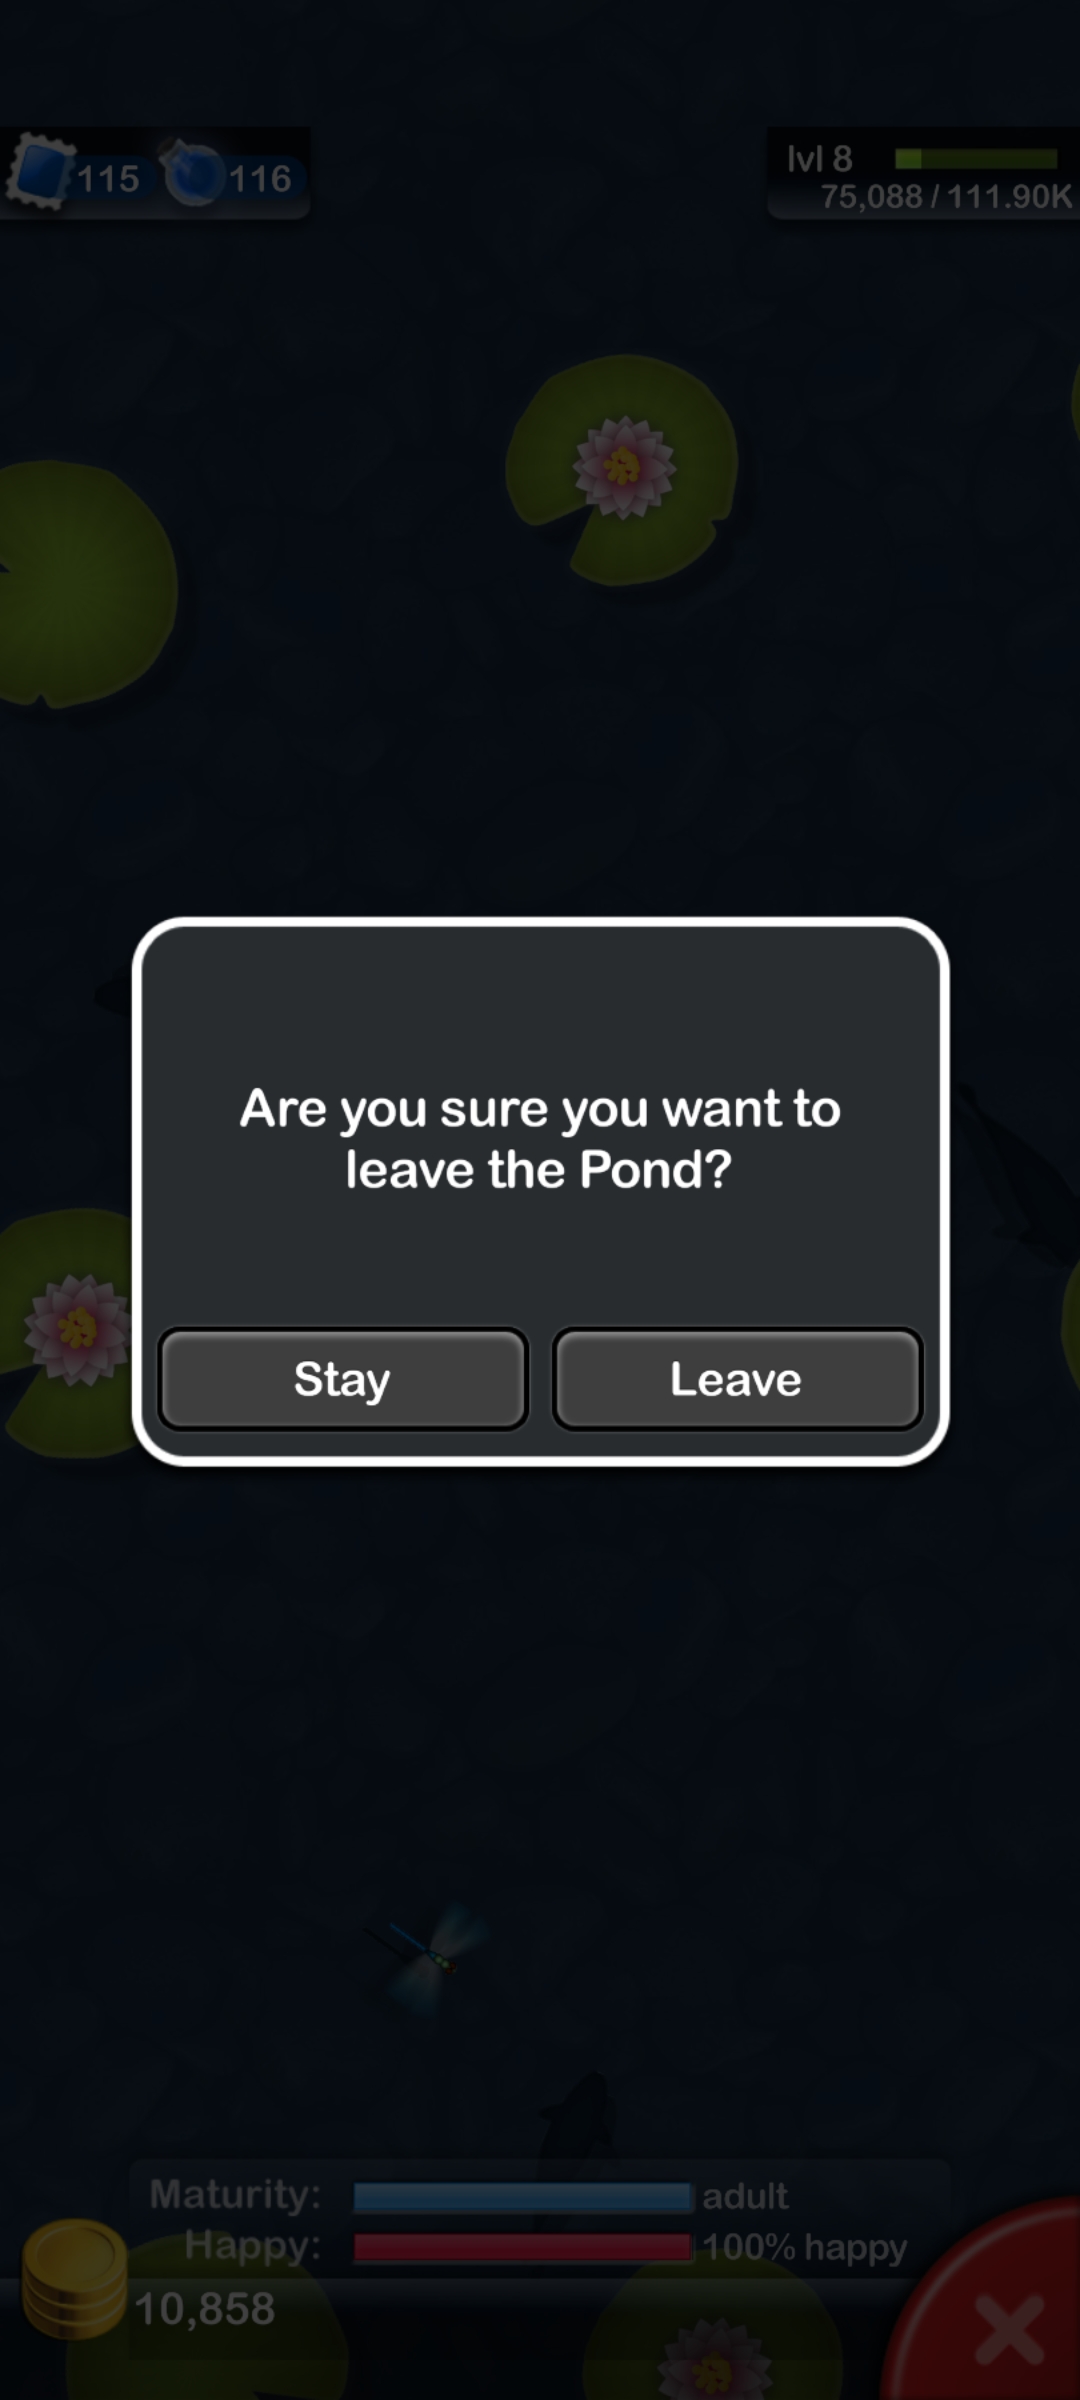 115 116
lvl 8
75,088 / 111.90K
Are you sure you want to
leave the Pond?
Stay Leave
Maturity: adult
Happy: 100% happy
10,858